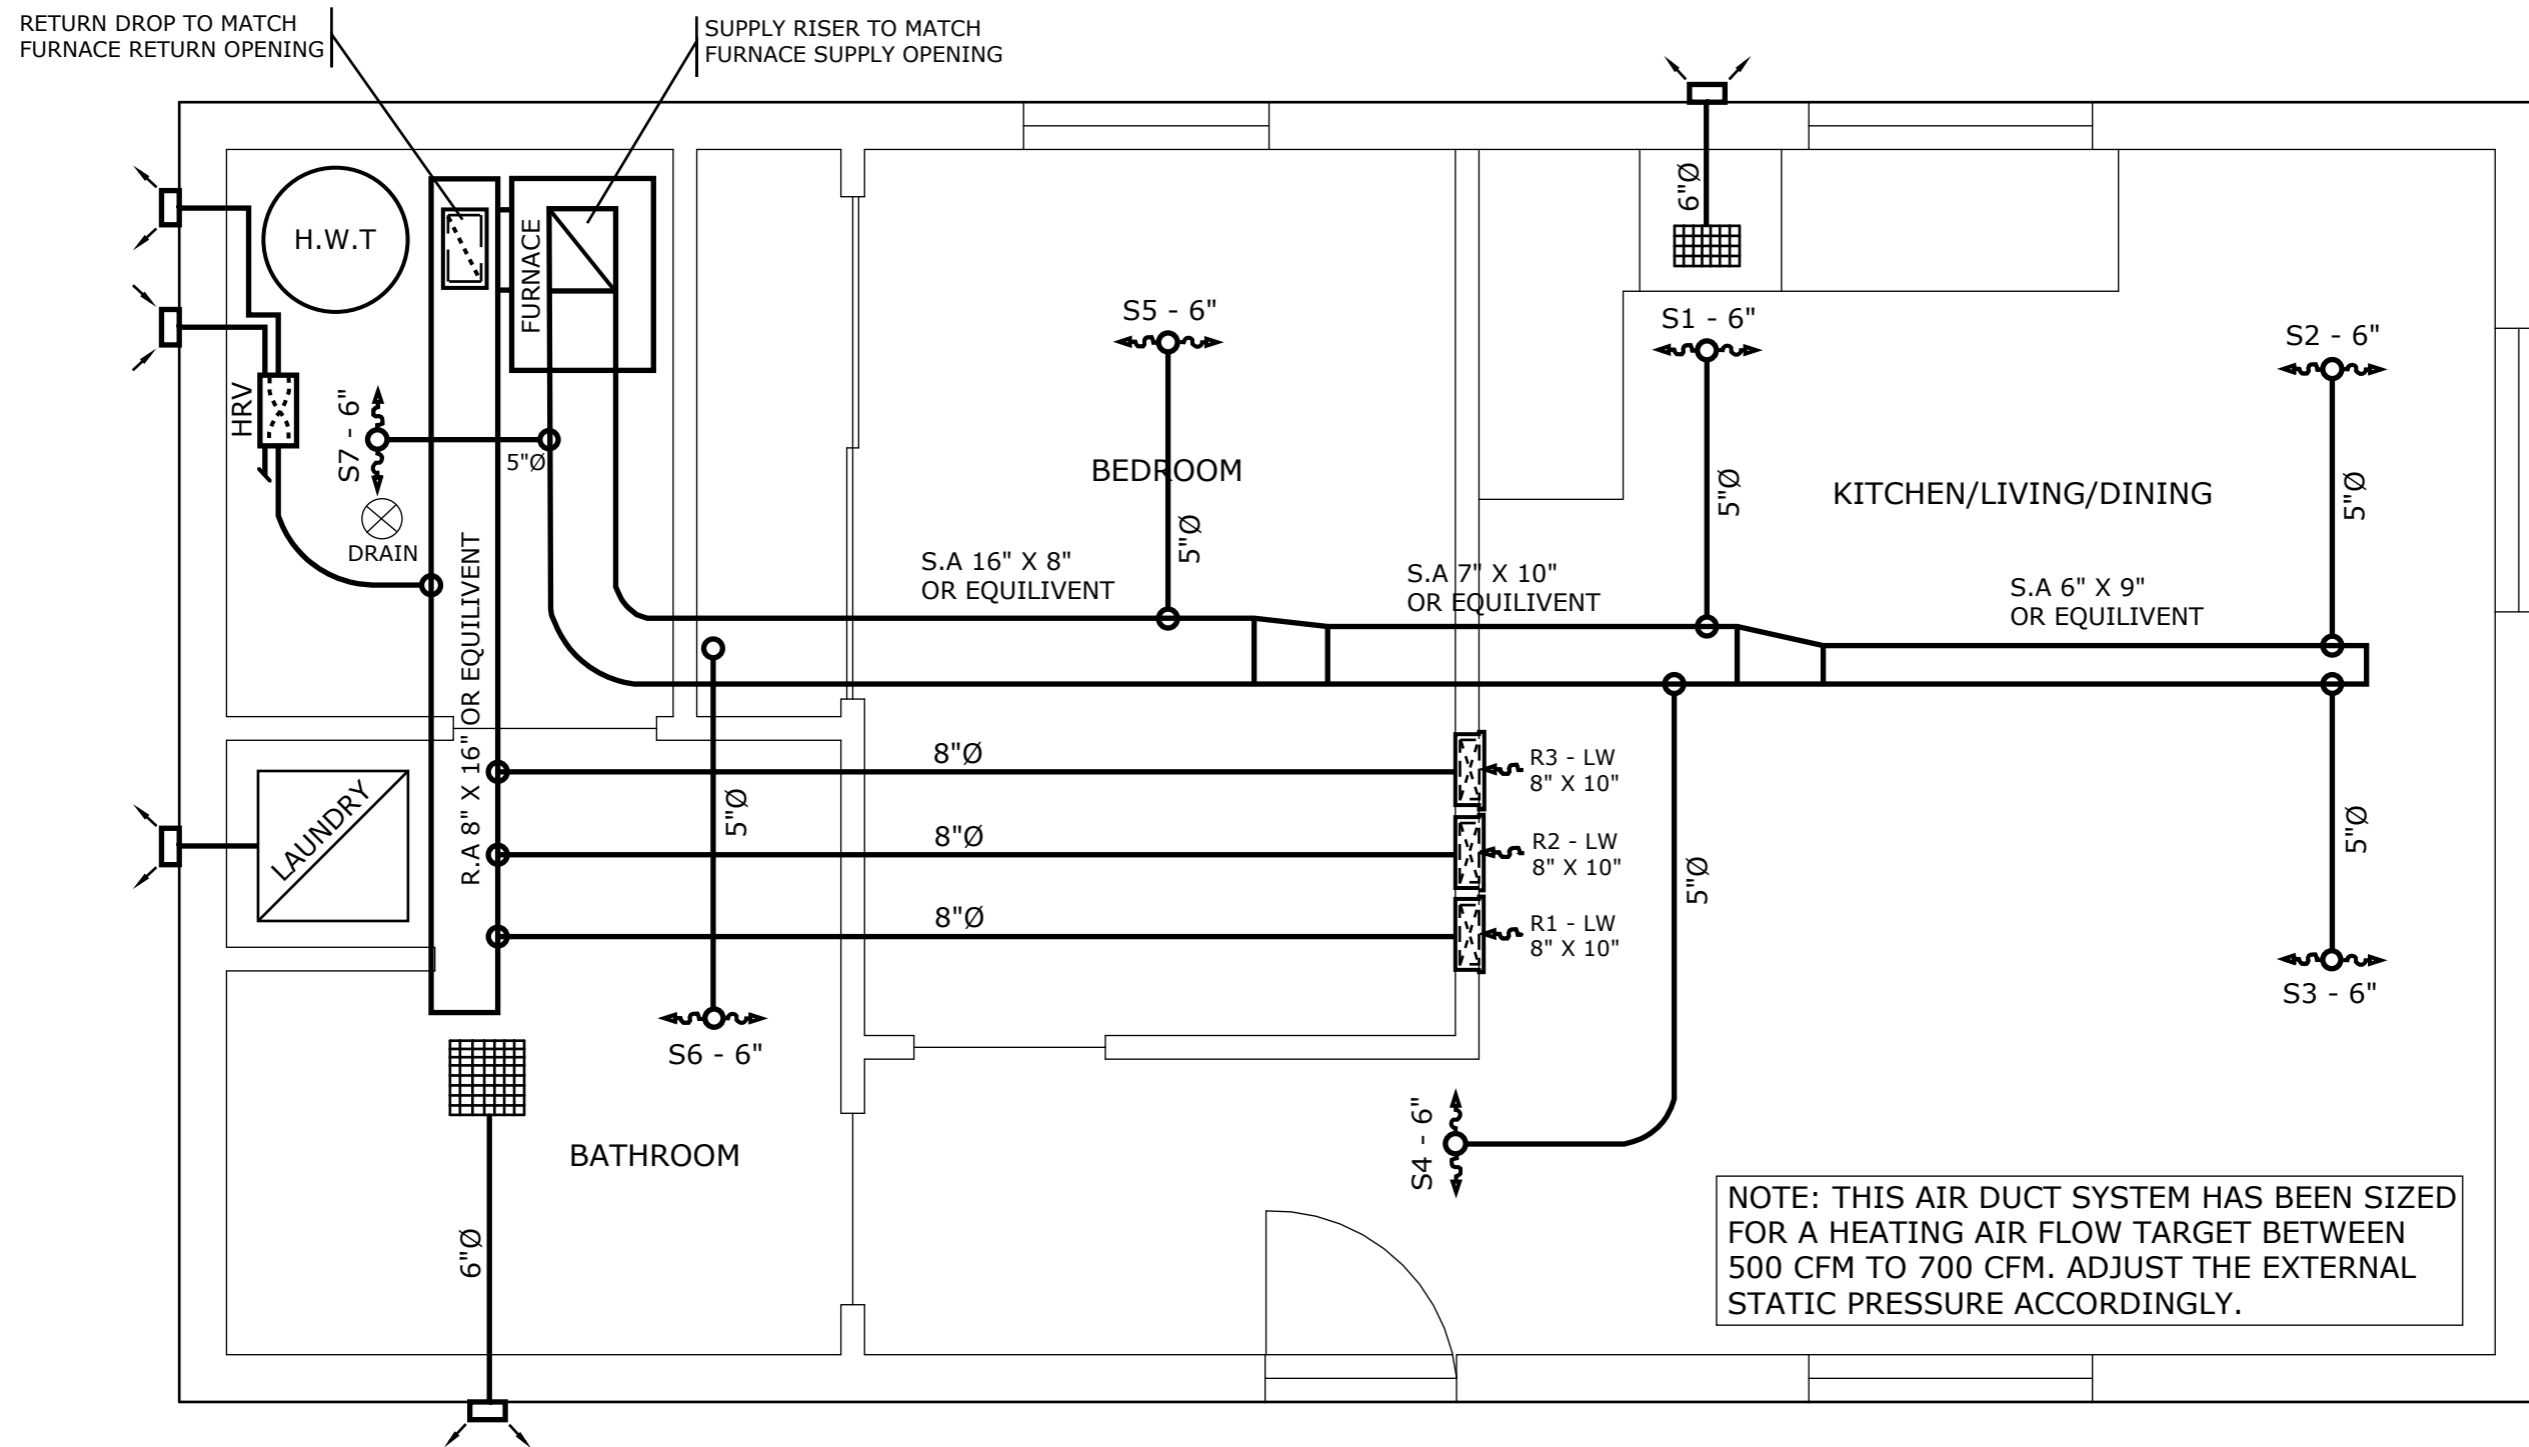 RETURN DROP TO MATCH
FURNACE RETURN OPENING
SUPPLY RISER TO MATCH
FURNACE SUPPLY OPENING
6"Ø
H.W.T
FURNACE
S5 - 6"
S1 - 6"
S2 - 6"
HRV
S7 - 6"
5"Ø
BEDROOM
5"Ø
KITCHEN/LIVING/DINING
5"Ø
5"Ø
DRAIN
S.A 16" X 8"
OR EQUILIVENT
S.A 7" X 10"
OR EQUILIVENT
S.A 6" X 9"
OR EQUILIVENT
R.A 8" X 16" OR EQUILIVENT
8"Ø
R3 - LW
8" X 10"
LAUNDRY
5"Ø
8"Ø
R2 - LW
8" X 10"
5"Ø
5"Ø
8"Ø
R1 - LW
8" X 10"
S3 - 6"
S6 - 6"
S4 - 6"
BATHROOM
6"Ø
NOTE: THIS AIR DUCT SYSTEM HAS BEEN SIZED
FOR A HEATING AIR FLOW TARGET BETWEEN
500 CFM TO 700 CFM. ADJUST THE EXTERNAL
STATIC PRESSURE ACCORDINGLY.